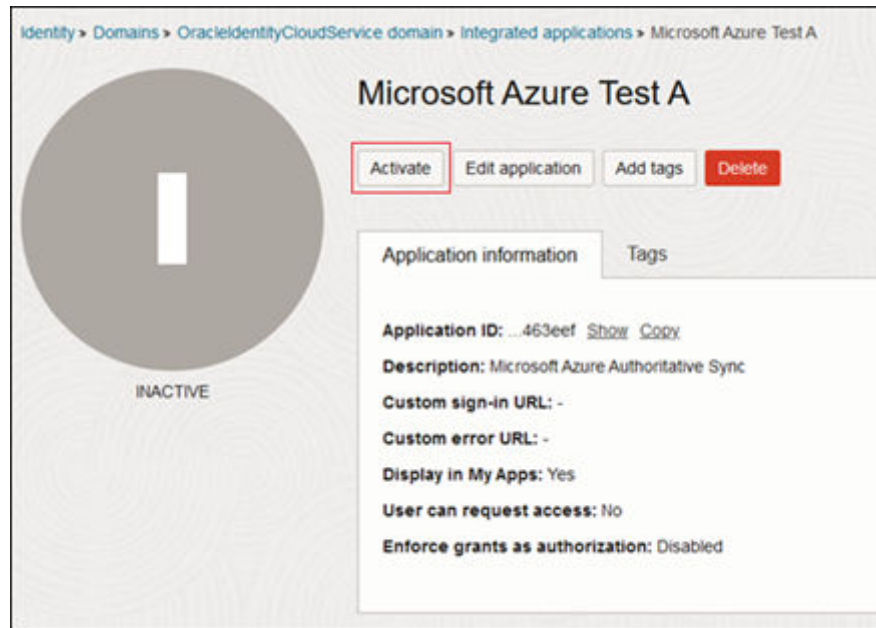 Identity » Domains » OracleIdentityCloudService domain » Integrated applications » Microsoft Azure Test A
Microsoft Azure Test A
Activate Edit application Add tags Delete
I
Application information Tags
Application ID: ...463eef Show Copy
Description: Microsoft Azure Authoritative Sync
INACTIVE
Custom sign-in URL: -
Custom error URL: -
Display in My Apps: Yes
User can request access: No
Enforce grants as authorization: Disabled